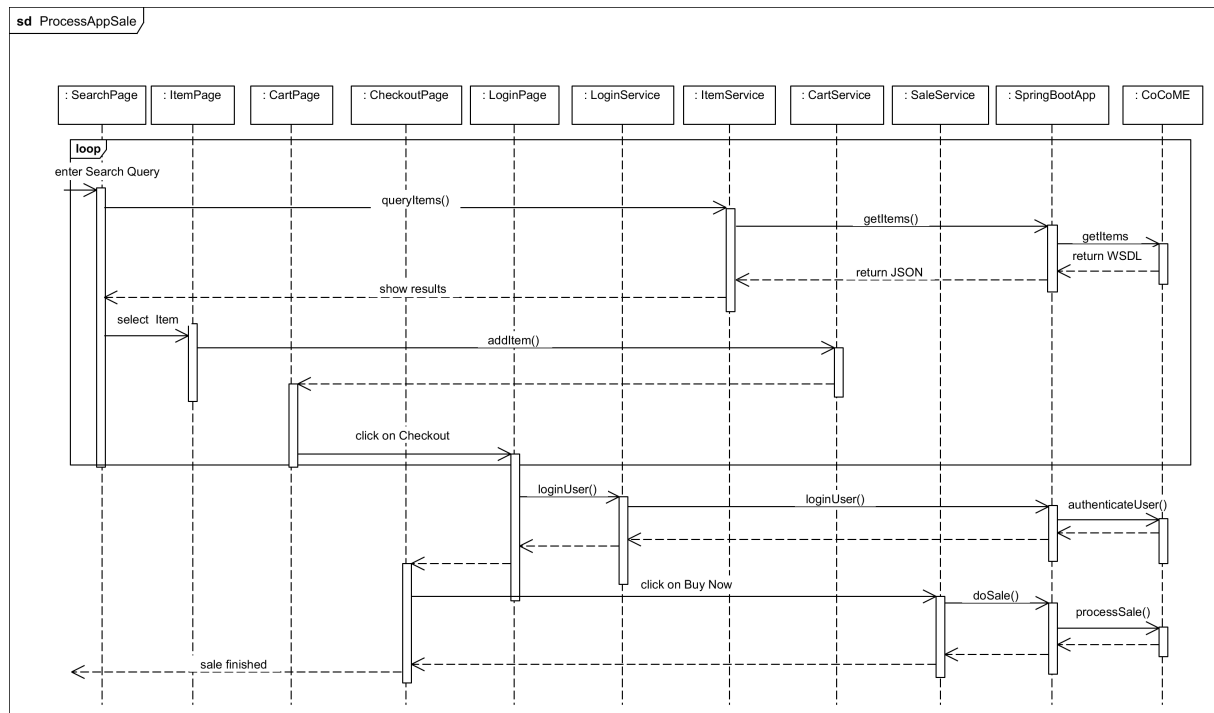 sd ProcessAppSale
: SearchPage
: ItemPage
: CartPage
: CheckoutPage
: LoginPage
: LoginService
: ItemService
: CartService
: SaleService
: SpringBootApp
: CoCoME
loop
enter Search Query
queryItems()
getItems()
getItems
return WSDL
return JSON
show results
select Item
addItem()
click on Checkout
loginUser()
loginUser()
authenticateUser()
click on Buy Now
doSale()
processSale()
sale finished